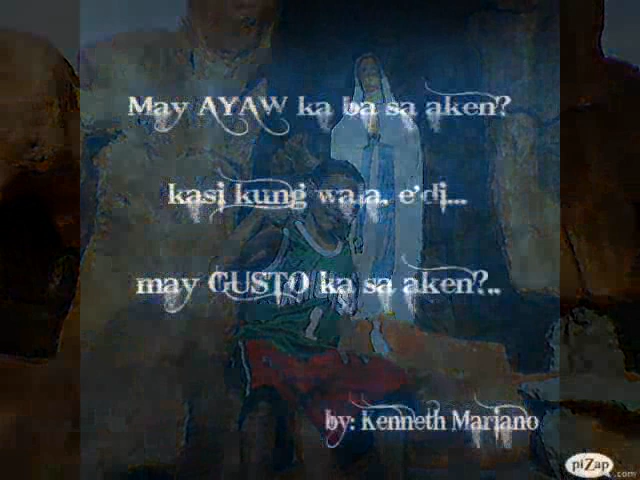 May AYAW ka ba sa aken?
kasi kung wala, e'di...
may GUSTO ka sa aken?..
by: Kenneth Mariano
piZap.com